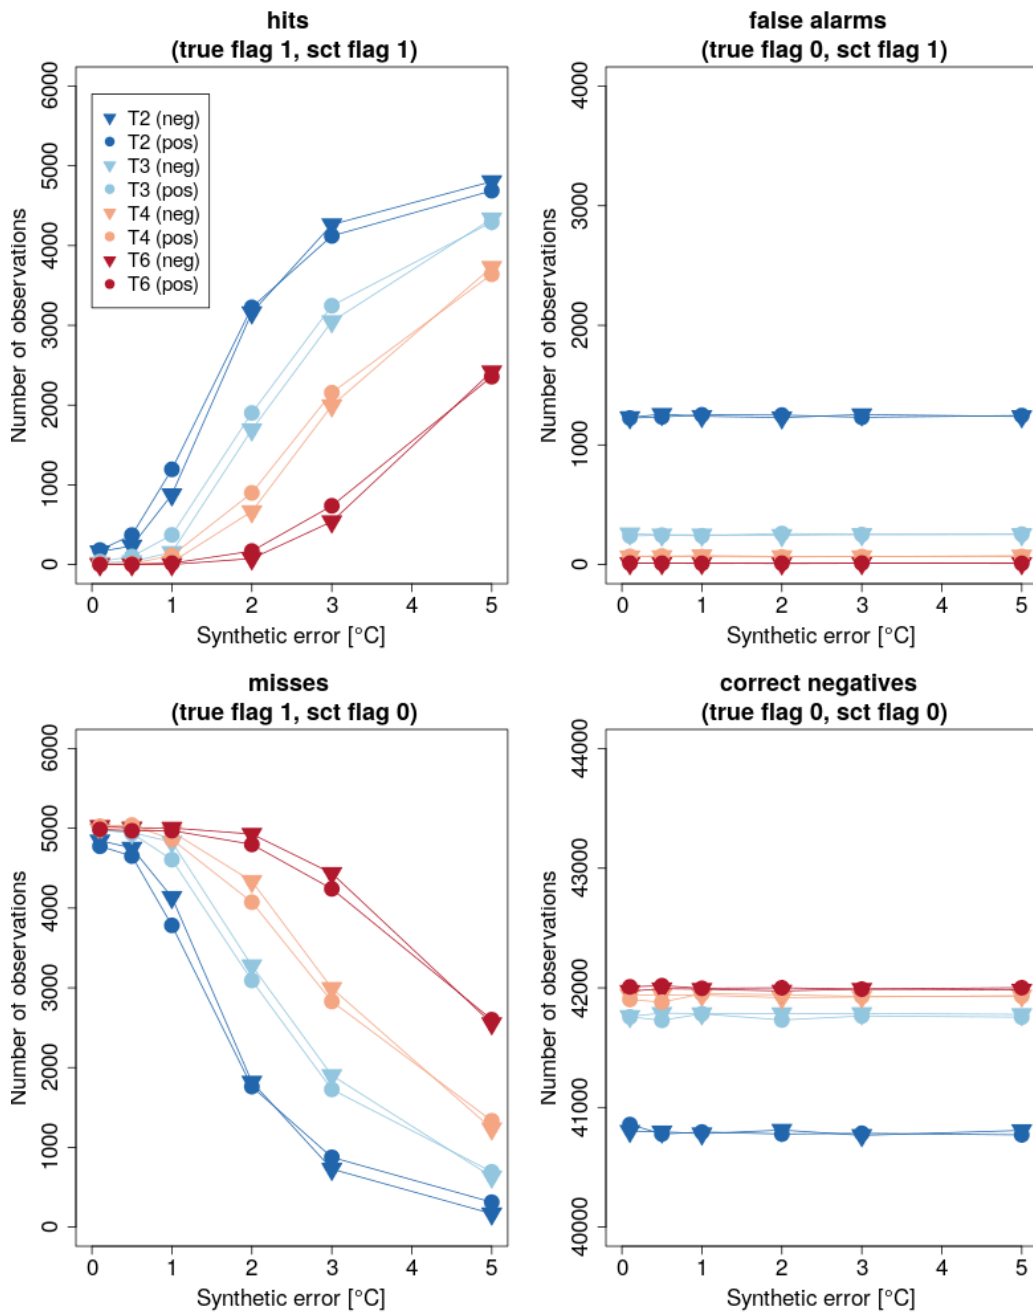 hits
(true flag 1, sct flag 1)
Number of observations
6000
5000
4000
3000
2000
1000
0
T2 (neg)
T2 (pos)
T3 (neg)
T3 (pos)
T4 (neg)
T4 (pos)
T6 (neg)
T6 (pos)
0 1 2 3 4 5
Synthetic error [°C]
false alarms
(true flag 0, sct flag 1)
Number of observations
4000
3000
2000
1000
0
0 1 2 3 4 5
Synthetic error [°C]
misses
(true flag 1, sct flag 0)
Number of observations
6000
5000
4000
3000
2000
1000
0
0 1 2 3 4 5
Synthetic error [°C]
correct negatives
(true flag 0, sct flag 0)
Number of observations
44000
43000
42000
41000
40000
0 1 2 3 4 5
Synthetic error [°C]